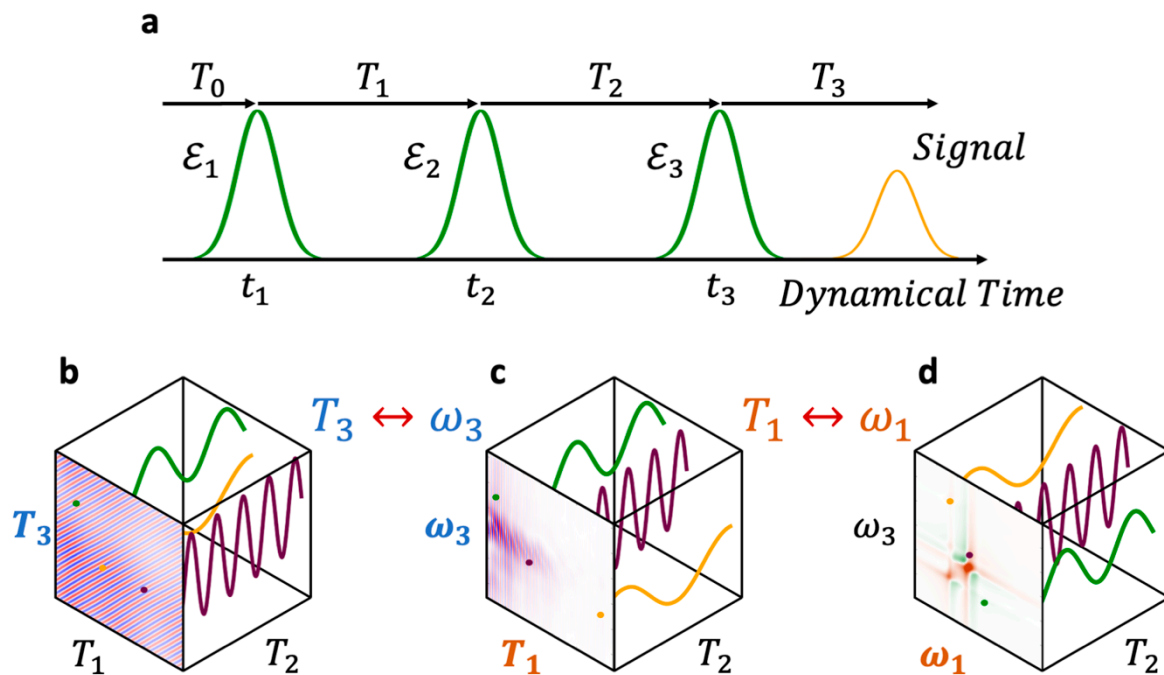 a
T₀ T₁ T₂ T₃
ℰ₁ ℰ₂ ℰ₃ Signal
t₁ t₂ t₃ Dynamical Time
b c d
T₃ ↔ ω₃ T₁ ↔ ω₁
T₃ ω₃ ω₃
T₁ T₂ T₁ T₂ ω₁ T₂